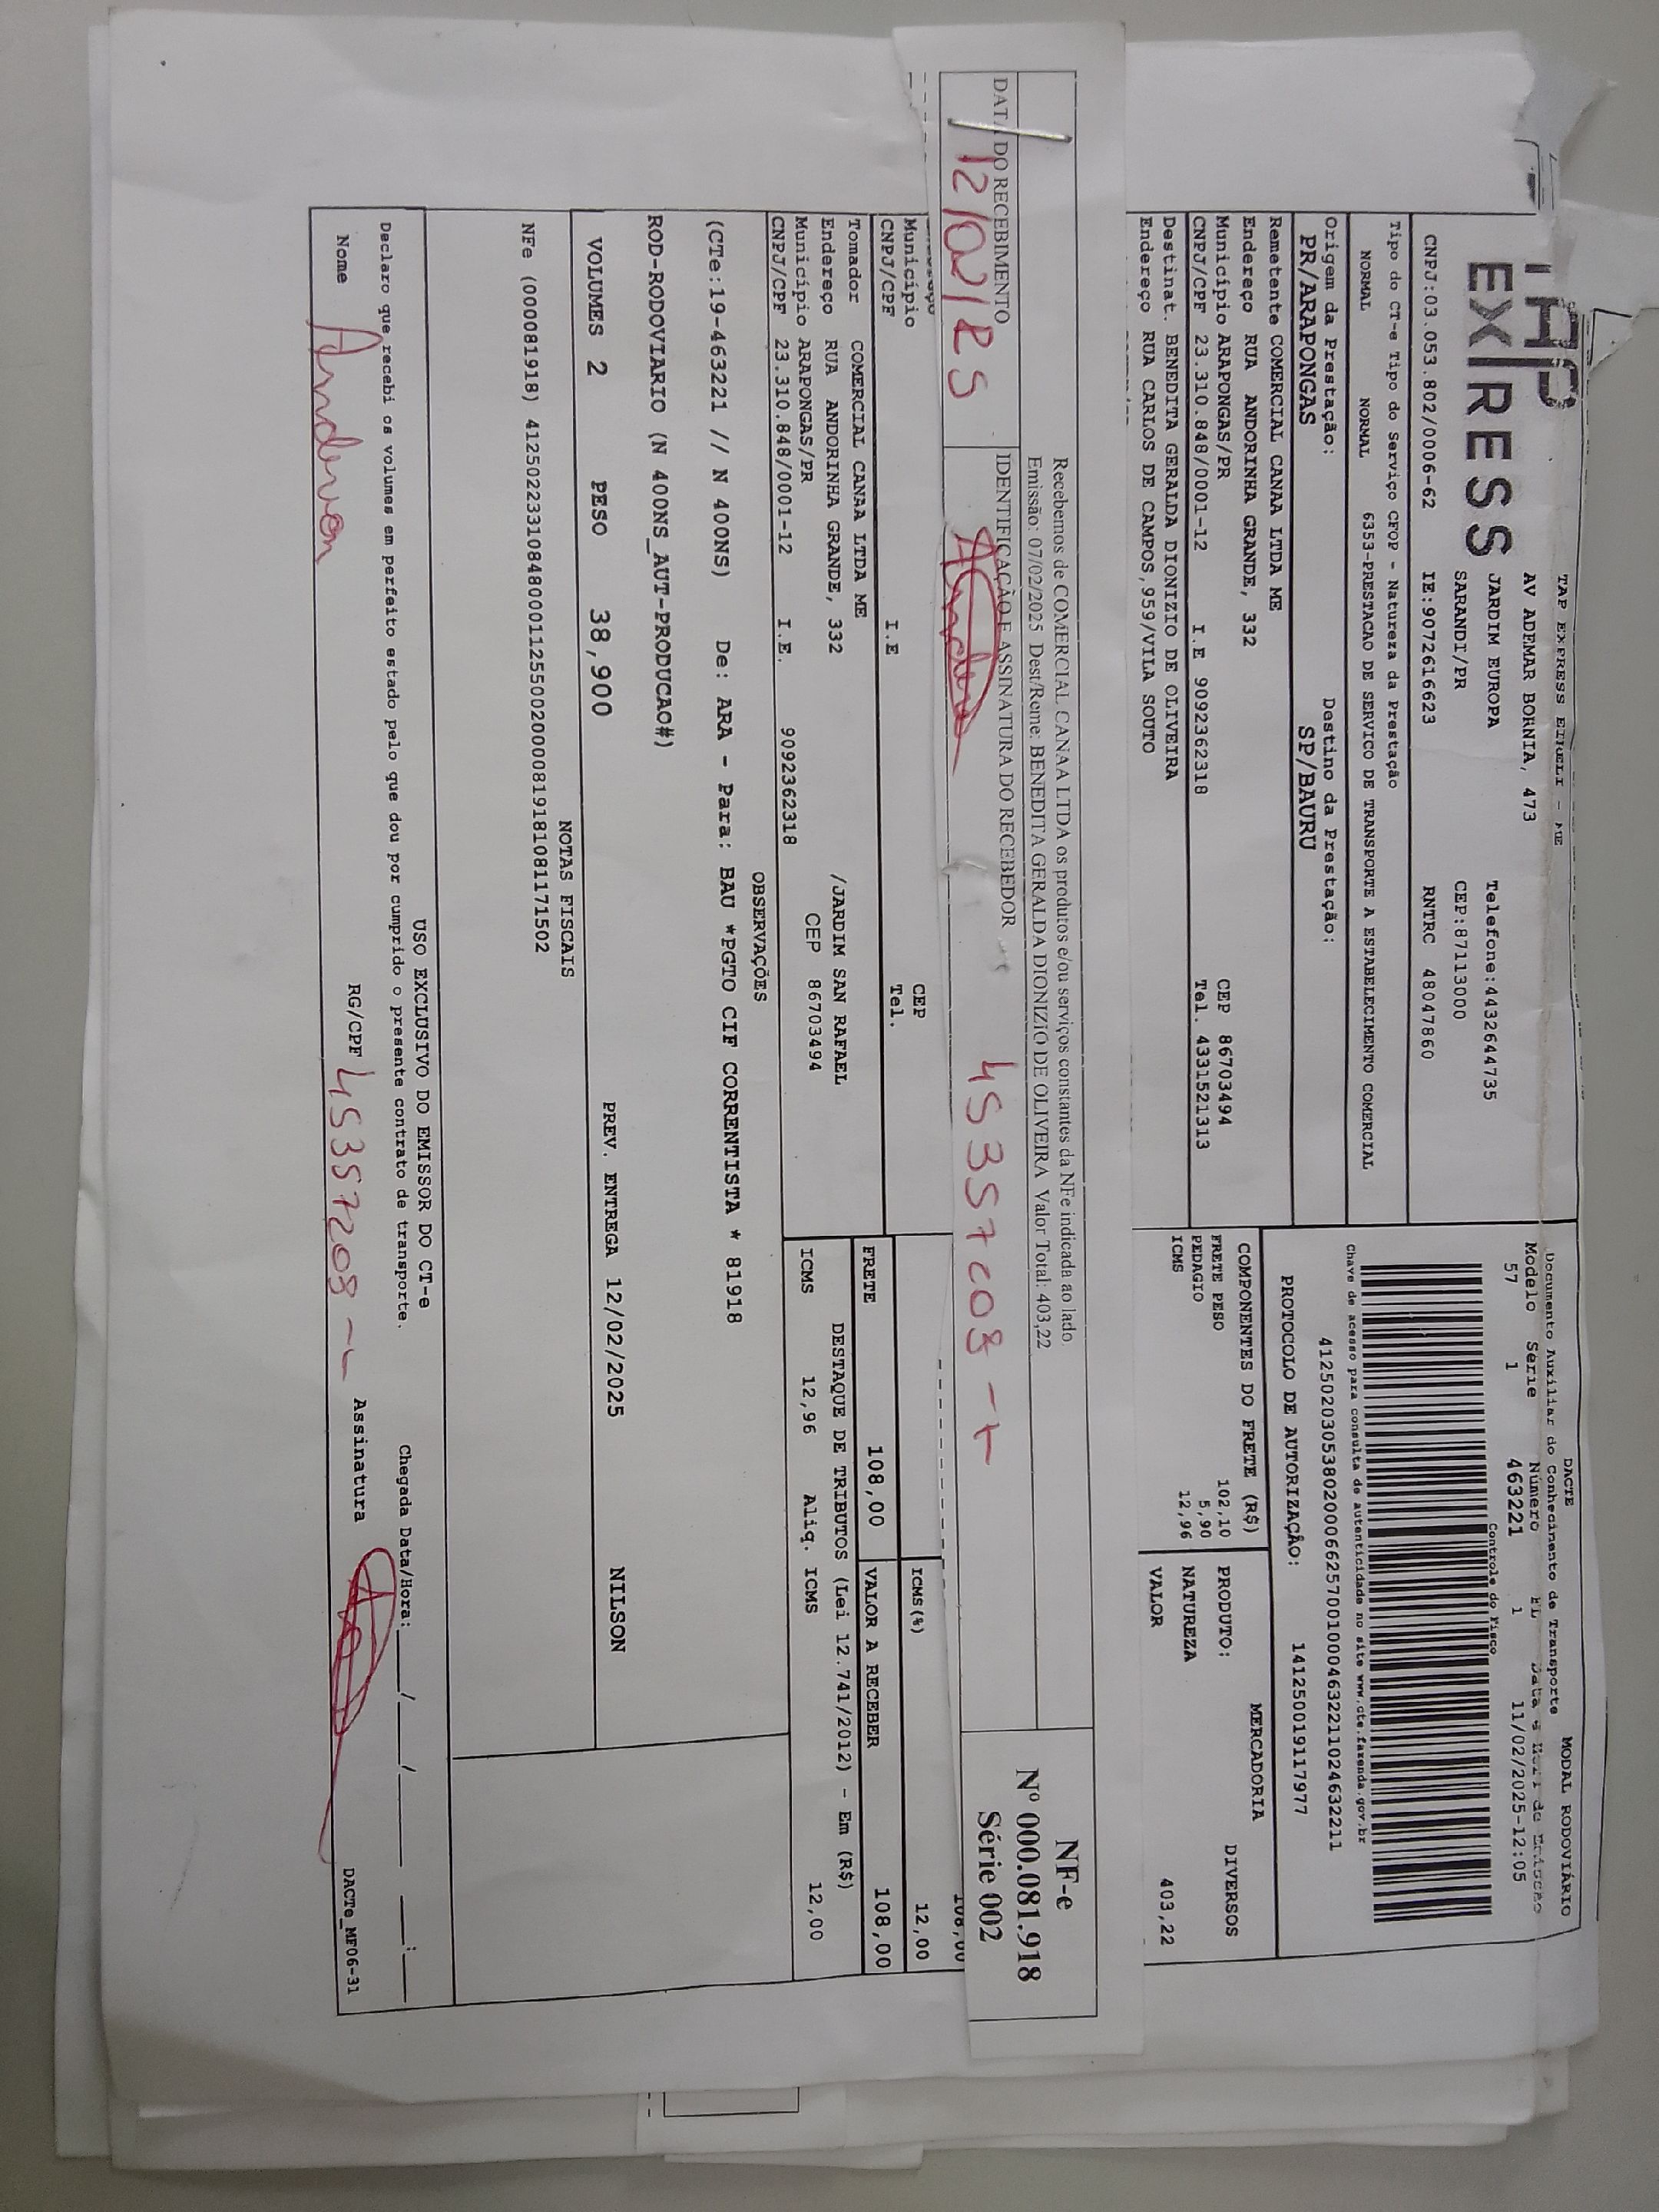 TAP EXPRESS
TAP EXPRESS EIRELI - ME
AV ADEMAR BORNIA, 473
JARDIM EUROPA Telefone:4432644735
SARANDI/PR CEP:87113000
CNPJ:03.053.802/0006-62 IE:9072616623 RNTRC 48047860
Tipo do CT-e Tipo do Serviço CFOP - Natureza da Prestação
NORMAL NORMAL 6353-PRESTACAO DE SERVICO DE TRANSPORTE A ESTABELECIMENTO COMERCIAL
Origem da Prestação: Destino da Prestação:
PR/ARAPONGAS SP/BAURU
Remetente COMERCIAL CANAA LTDA ME
Endereço RUA ANDORINHA GRANDE, 332
Município ARAPONGAS/PR CEP 86703494
CNPJ/CPF 23.310.848/0001-12 I.E 9092362318 Tel. 4331521313
Destinat. BENEDITA GERALDA DIONIZIO DE OLIVEIRA
Endereço RUA CARLOS DE CAMPOS,959/VILA SOUTO
DACTE MODAL RODOVIÁRIO
Documento Auxiliar do Conhecimento de Transporte
Modelo Série Número FL Data e Hora de Emissão
57 1 463221 1 11/02/2025-12:05
Controle do Fisco
Chave de acesso para consulta de autenticidade no site www.cte.fazenda.gov.br
41250203053802000662570010004632211024632211
PROTOCOLO DE AUTORIZAÇÃO: 141250019117977
COMPONENTES DO FRETE (R$)
FRETE PESO 102,10
PEDAGIO 5,90
ICMS 12,96
MERCADORIA
PRODUTO: DIVERSOS
NATUREZA
VALOR 403,22
Recebemos de COMERCIAL CANAA LTDA os produtos e/ou serviços constantes da NFe indicada ao lado.
Emissão: 07/02/2025 Dest/Reme: BENEDITA GERALDA DIONIZIO DE OLIVEIRA Valor Total: 403,22
DATA DO RECEBIMENTO IDENTIFICAÇÃO E ASSINATURA DO RECEBEDOR
12/02/25
NF-e
Nº 000.081.918
Série 002
108,00
Município CEP
CNPJ/CPF I.E Tel.
ICMS(%) 12,00
Tomador COMERCIAL CANAA LTDA ME
Endereço RUA ANDORINHA GRANDE, 332 /JARDIM SAN RAFAEL
Município ARAPONGAS/PR CEP 86703494
CNPJ/CPF 23.310.848/0001-12 I.E. 9092362318
FRETE 108,00 VALOR A RECEBER 108,00
DESTAQUE DE TRIBUTOS (Lei 12.741/2012) - Em (R$)
ICMS 12,96 Aliq. ICMS 12,00
OBSERVAÇÕES
(CTe:19-463221 // N 400NS) De: ARA - Para: BAU *PGTO CIF CORRENTISTA * 81918
ROD-RODOVIARIO (N 400NS_AUT-PRODUCAO#)
VOLUMES 2 PESO 38,900 PREV. ENTREGA 12/02/2025 NILSON
NOTAS FISCAIS
NFe (000081918) 41250223310848000112550020000819181081171502
USO EXCLUSIVO DO EMISSOR DO CT-e
Declaro que recebi os volumes em perfeito estado pelo que dou por cumprido o presente contrato de transporte. Chegada Data/Hora: ___/___/_____ ___:___
Nome Anderson RG/CPF Assinatura
DACTe_MF06-31